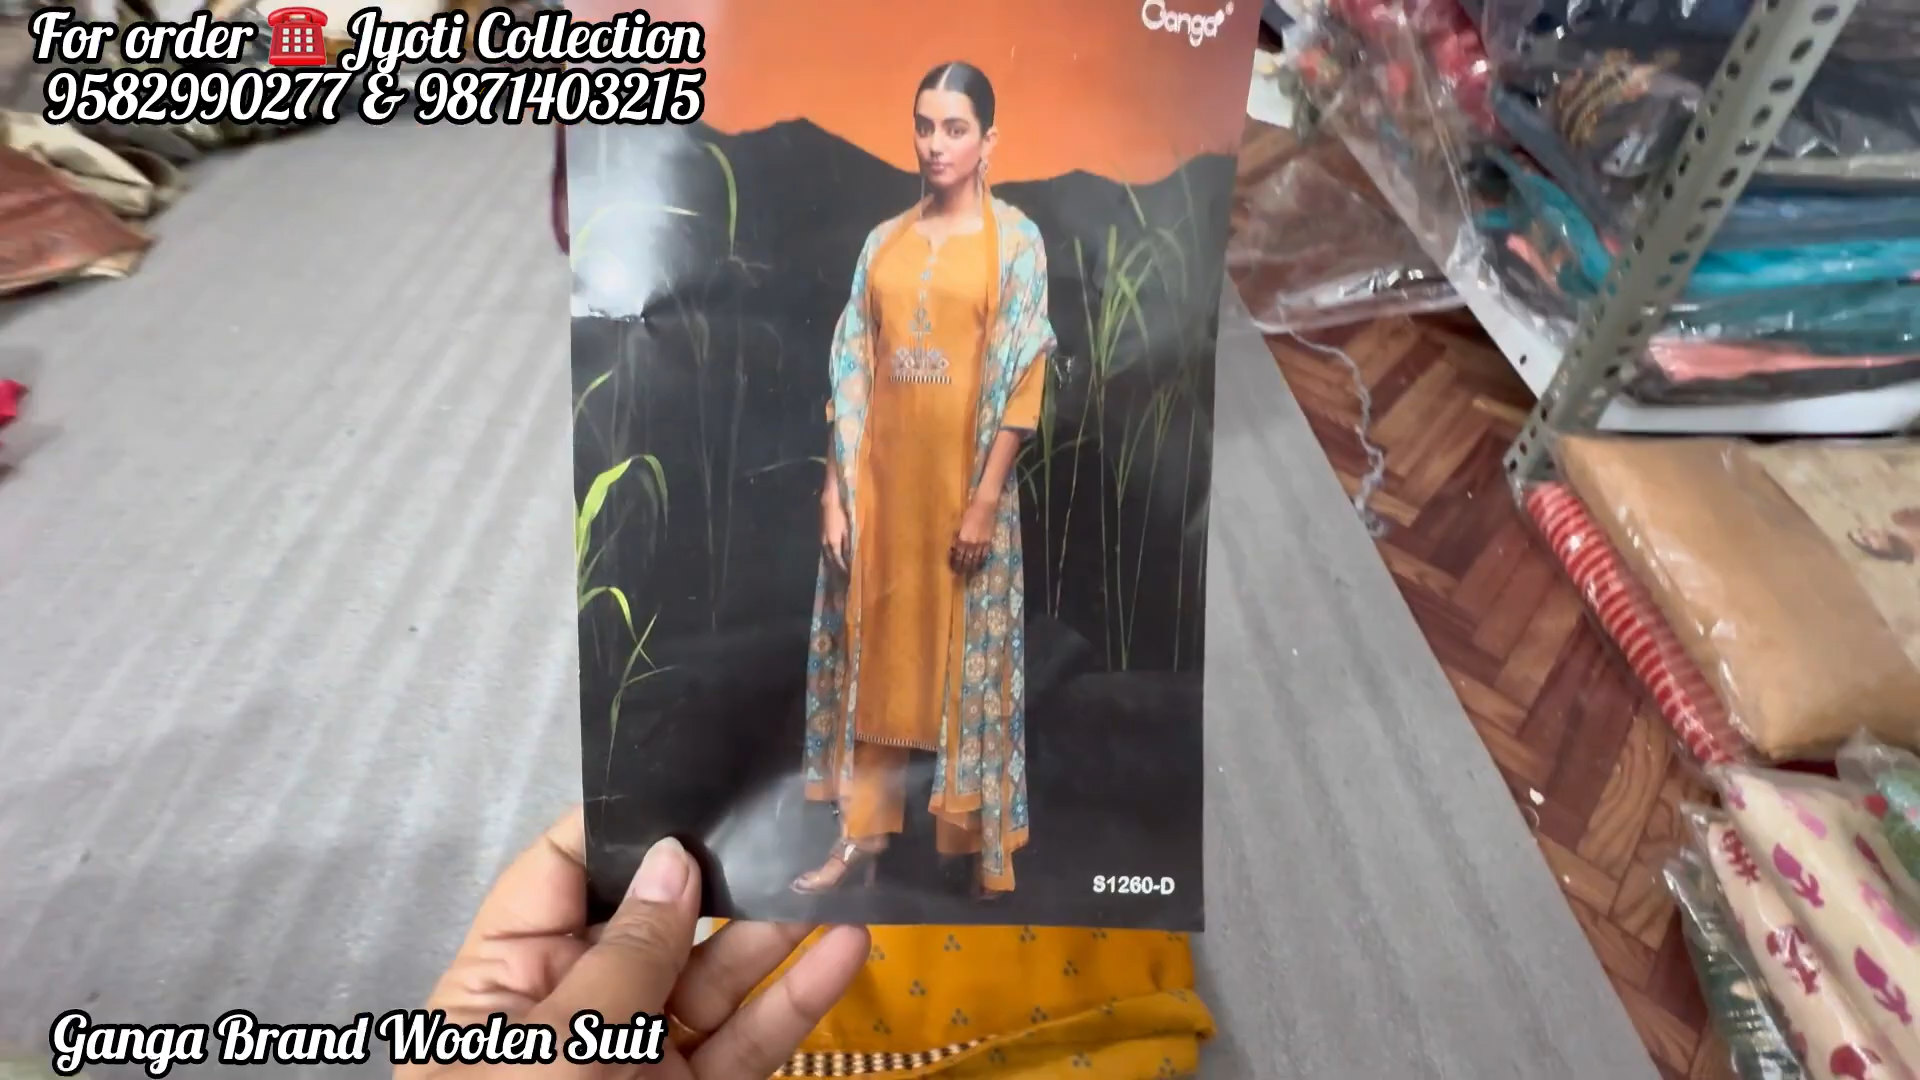 For order ☎ Jyoti Collection
9582990277 & 9871403215
Ganga
S1260-D
Ganga Brand Woolen Suit